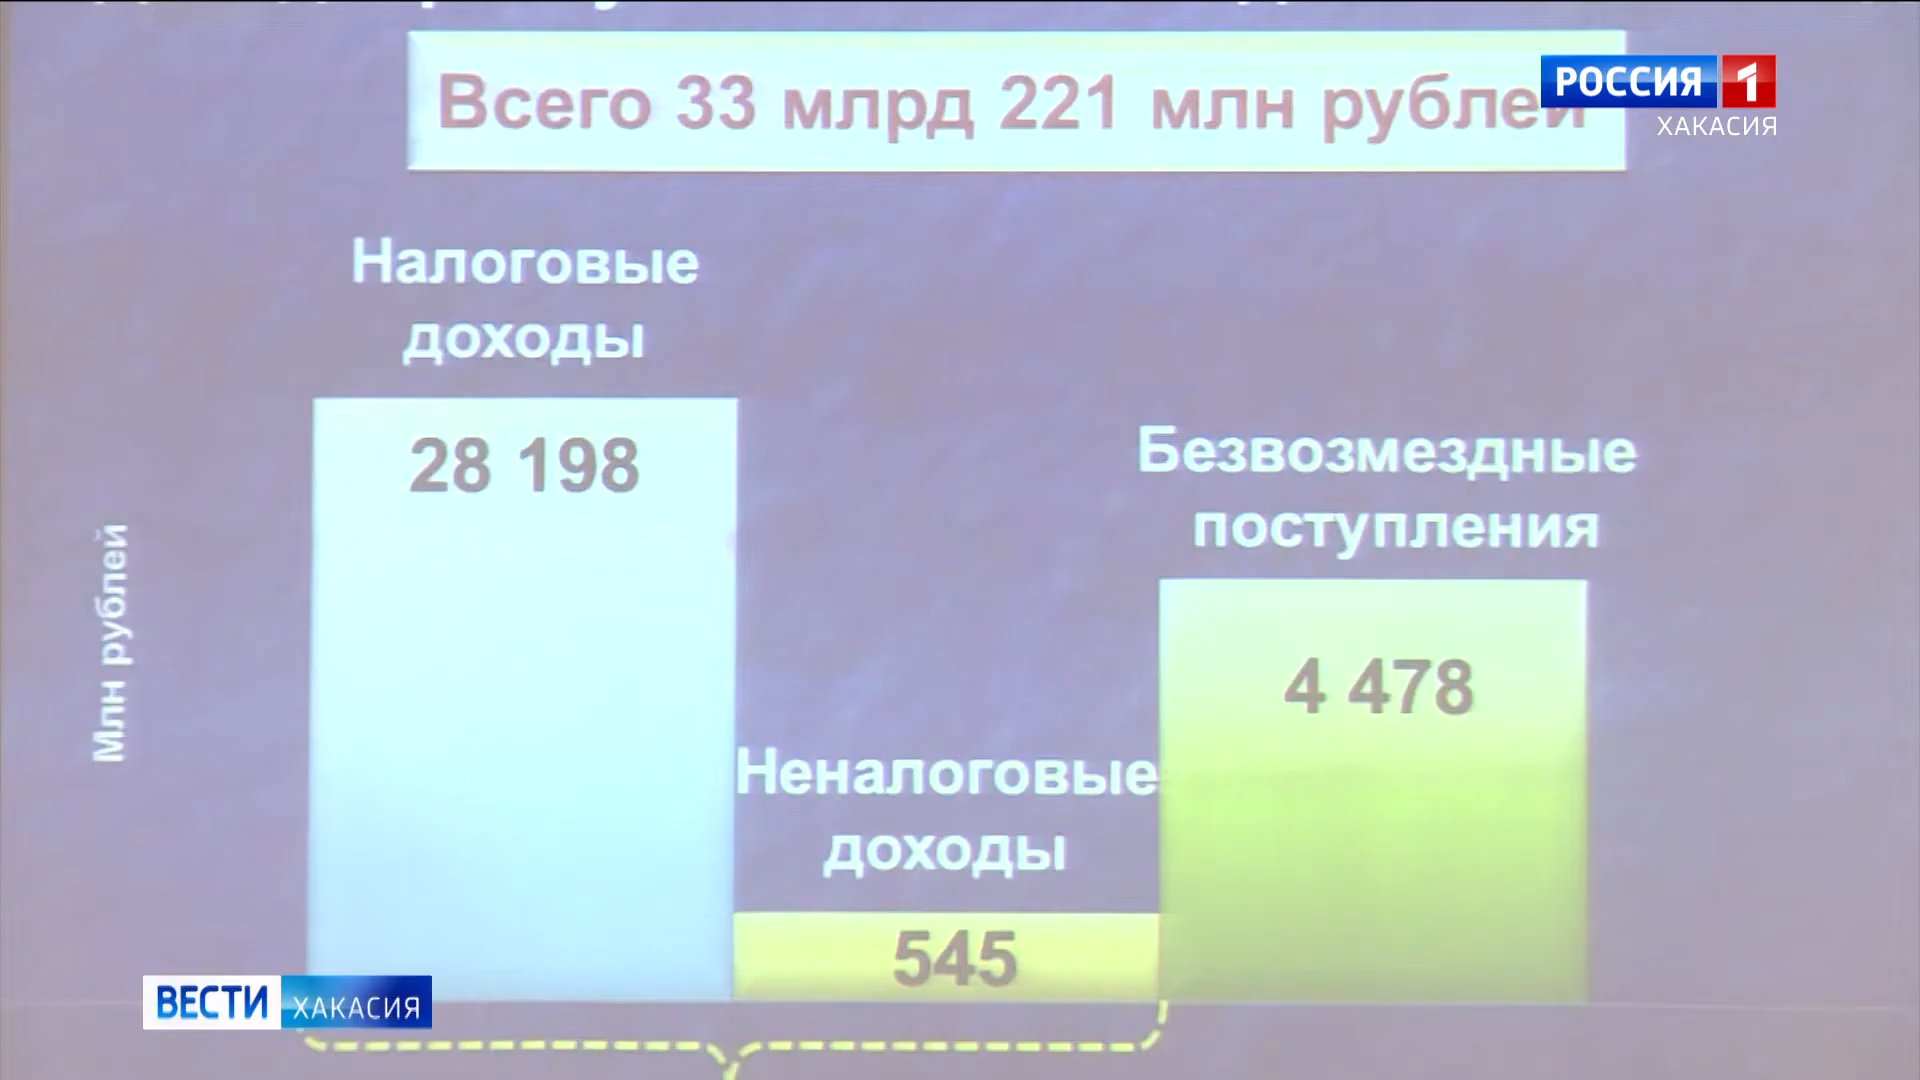 Всего 33 млрд 221 млн рублей
РОССИЯ 1
ХАКАСИЯ
Налоговые
доходы
28 198
Безвозмездные
поступления
4 478
Млн рублей
Неналоговые
доходы
545
ВЕСТИ ХАКАСИЯ